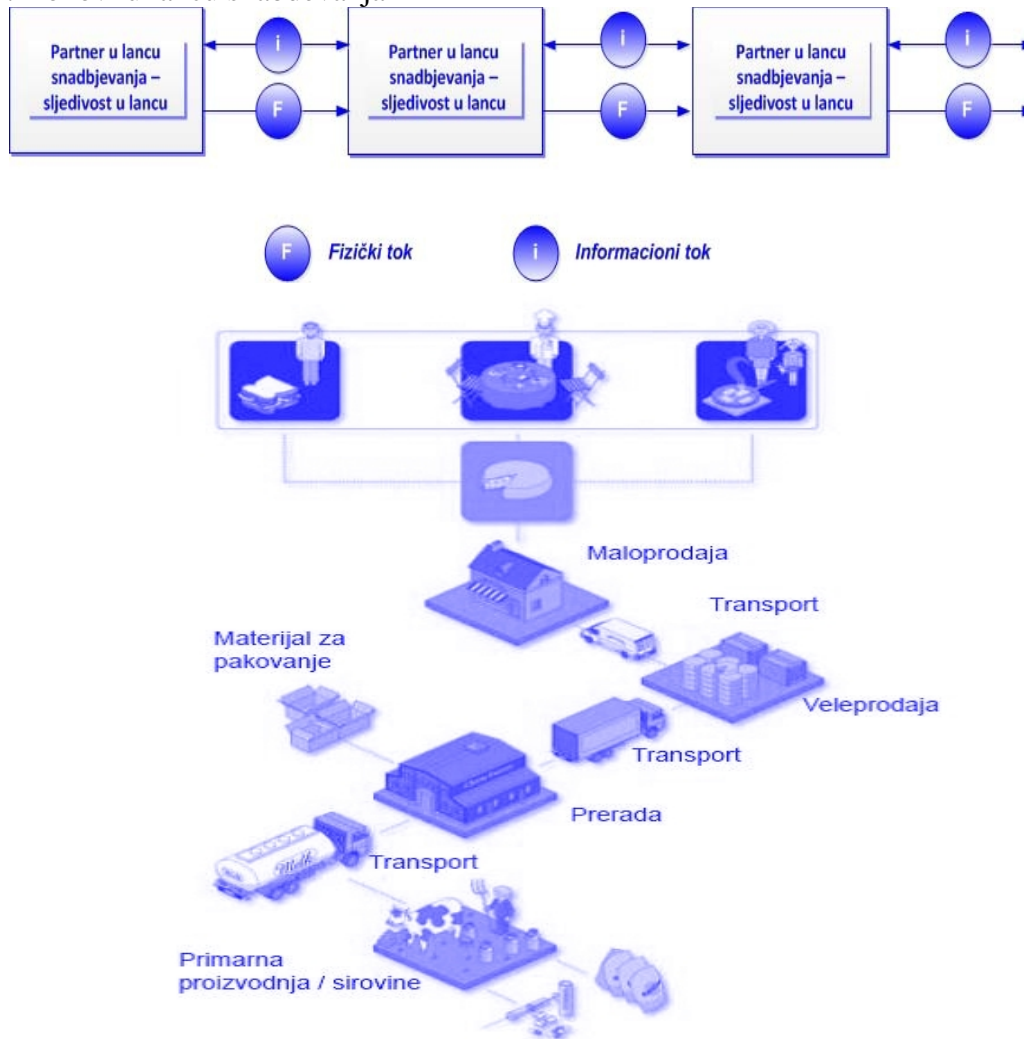 Partner u lancu
snadbjevanja –
sljedivost u lancu
i
F
Partner u lancu
snadbjevanja –
sljedivost u lancu
i
F
Partner u lancu
snadbjevanja –
sljedivost u lancu
i
F
F Fizički tok
i Informacioni tok
Maloprodaja
Transport
Materijal za
pakovanje
Veleprodaja
Transport
Prerada
Transport
Milk
Primarna
proizvodnja / sirovine